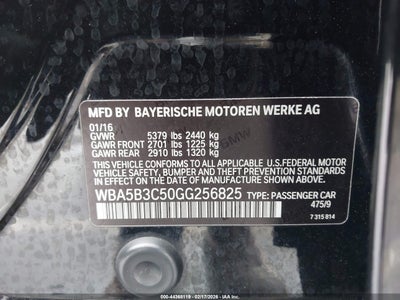 MFD BY BAYERISCHE MOTOREN WERKE AG
01/16
GVWR 5379 lbs 2440 kg
GAWR FRONT 2701 lbs 1225 kg
GAWR REAR 2910 lbs 1320 kg
THIS VEHICLE CONFORMS TO ALL APPLICABLE
U.S.FEDERAL MOTOR VEHICLE SAFETY,
BUMPER,AND THEFT PREVENTION STANDARDS
IN EFFECT ON THE DATE OF MANUFACTURE
SHOWN ABOVE.
WBA5B3C50GG256825 TYPE: PASSENGER CAR
475/9
7 315 814
000-44368119 - 02/17/2026 - IAA - US